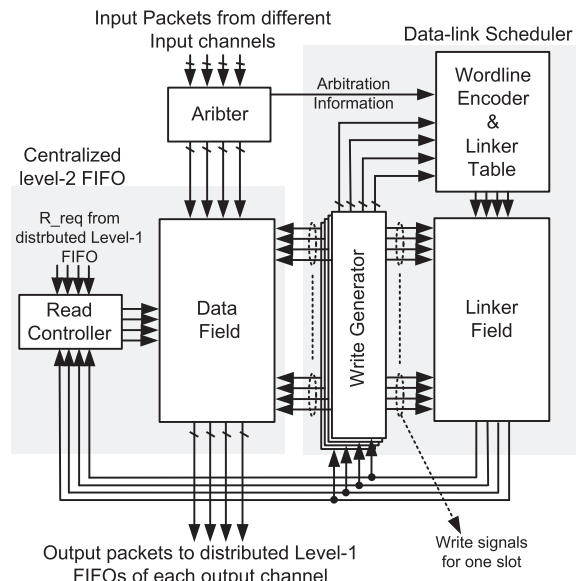 Input Packets from different
Input channels
Data-link Scheduler
Aribter
Arbitration
Information
Wordline
Encoder
&
Linker
Table
Centralized
level-2 FIFO
R_req from
distrbuted Level-1
FIFO
Read
Controller
Data
Field
Write Generator
Linker
Field
Output packets to distributed Level-1
FIFOs of each output channel
Write signals
for one slot